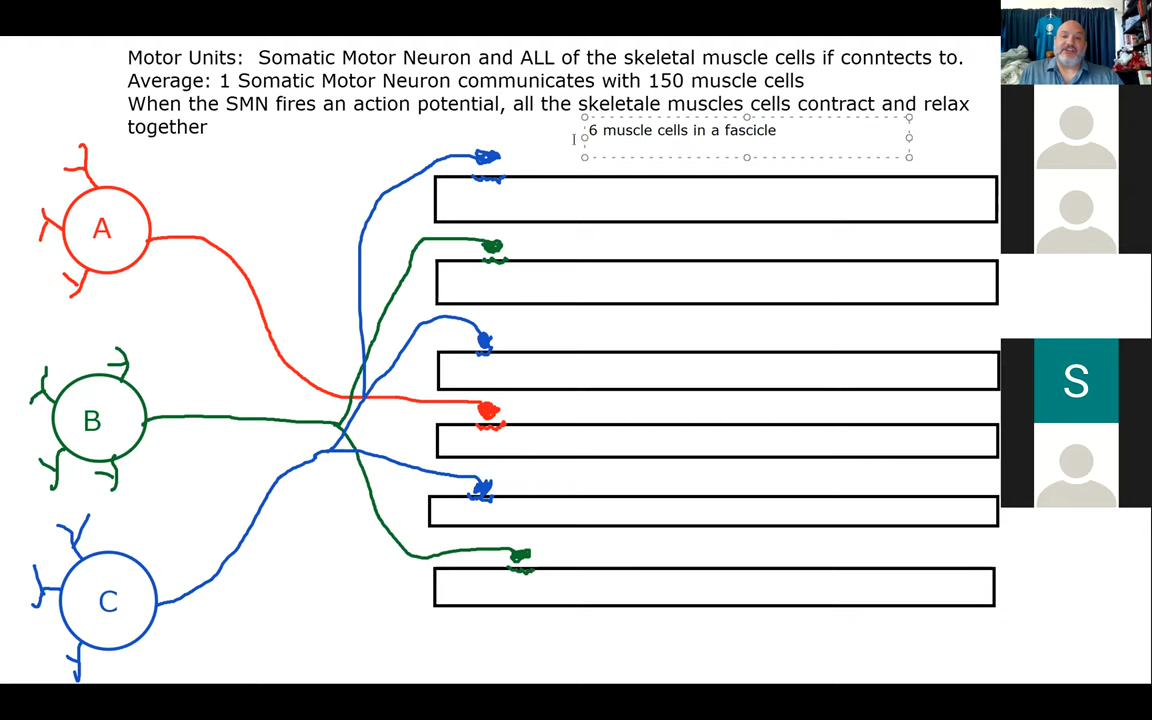 Motor Units:  Somatic Motor Neuron and ALL of the skeletal muscle cells if conntects to.
Average: 1 Somatic Motor Neuron communicates with 150 muscle cells
When the SMN fires an action potential, all the skeletale muscles cells contract and relax
together
6 muscle cells in a fascicle
A
B
S
C